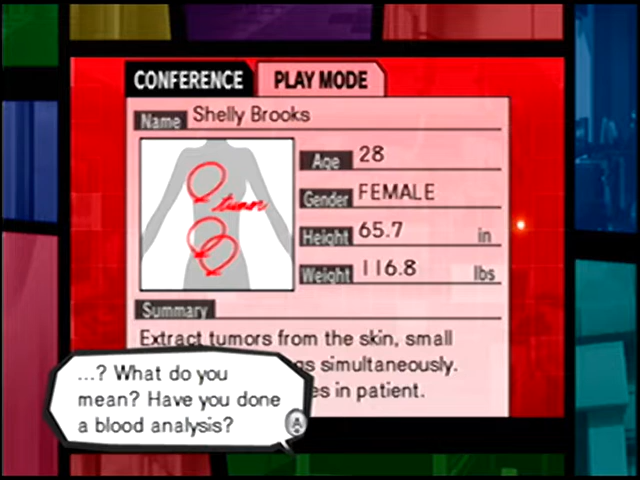 CONFERENCE PLAY MODE
Name Shelly Brooks
tumor
Age 28
Gender FEMALE
Height 65.7 in
Weight 116.8 lbs
Summary
Extract tumors from the skin, small
simultaneously.
in patient.
...? What do you
mean? Have you done
a blood analysis?
A